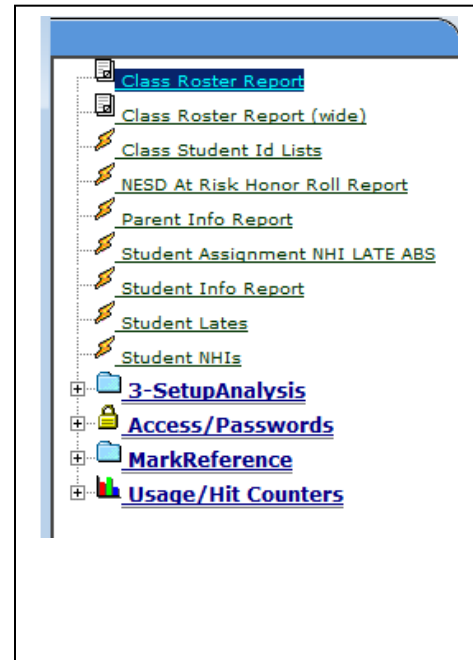 Class Roster Report
Class Roster Report (wide)
Class Student Id Lists
NESD At Risk Honor Roll Report
Parent Info Report
Student Assignment NHI LATE ABS
Student Info Report
Student Lates
Student NHIs
3-SetupAnalysis
Access/Passwords
MarkReference
Usage/Hit Counters